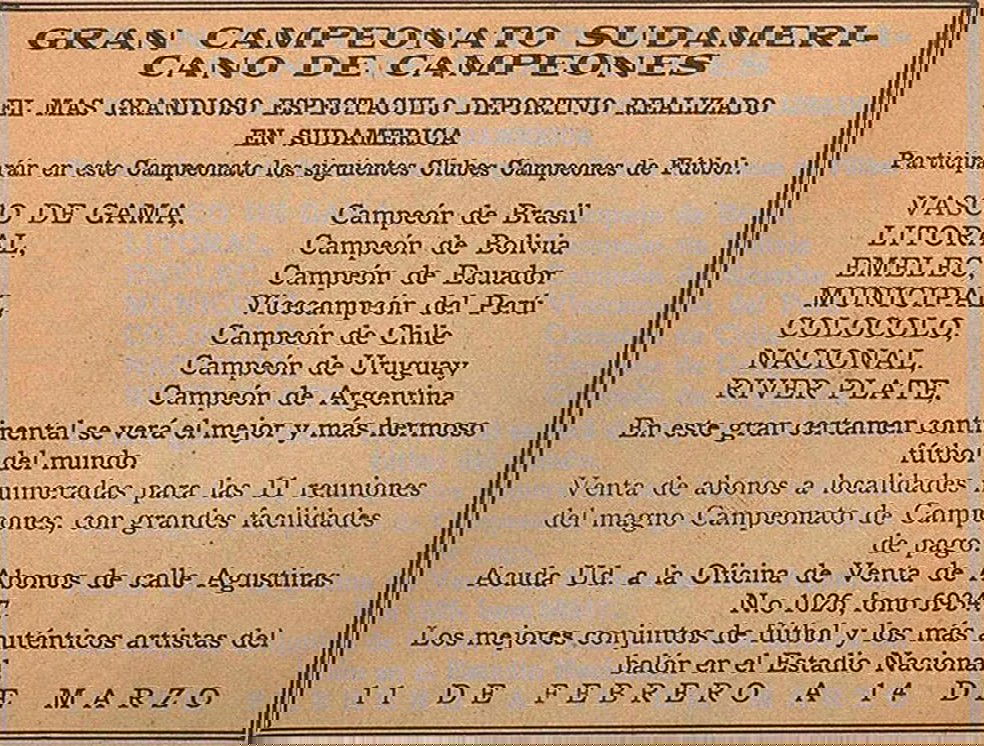 GRAN CAMPEONATO SUDAMERI-
CANO DE CAMPEONES
EL MAS GRANDIOSO ESPECTACULO DEPORTIVO REALIZADO
EN SUDAMERICA
Participarán en este Campeonato los siguientes Clubes Campeones de Futbol:
VASCO DE GAMA, Campeón de Brasil
LITORAL, Campeón de Bolivia
EMELEC, Campeón de Ecuador
MUNICIPAL, Vicecampeón del Perú
COLOCOLO, Campeón de Chile
NACIONAL, Campeón de Uruguay
RIVER PLATE, Campeón de Argentina
En este gran certamen continental se verá el mejor y más hermoso
fútbol del mundo.
Venta de abonos a localidades numeradas para las 11 reuniones
del magno Campeonato de Campeones, con grandes facilidades
de pago.
Acuda Ud. a la Oficina de Venta de Abonos de calle Agustinas
N.o 1026, fono 69347.
Los mejores conjuntos de fútbol y los más auténticos artistas del
balón en el Estadio Nacional
11 DE FEBRERO A 14 DE MARZO